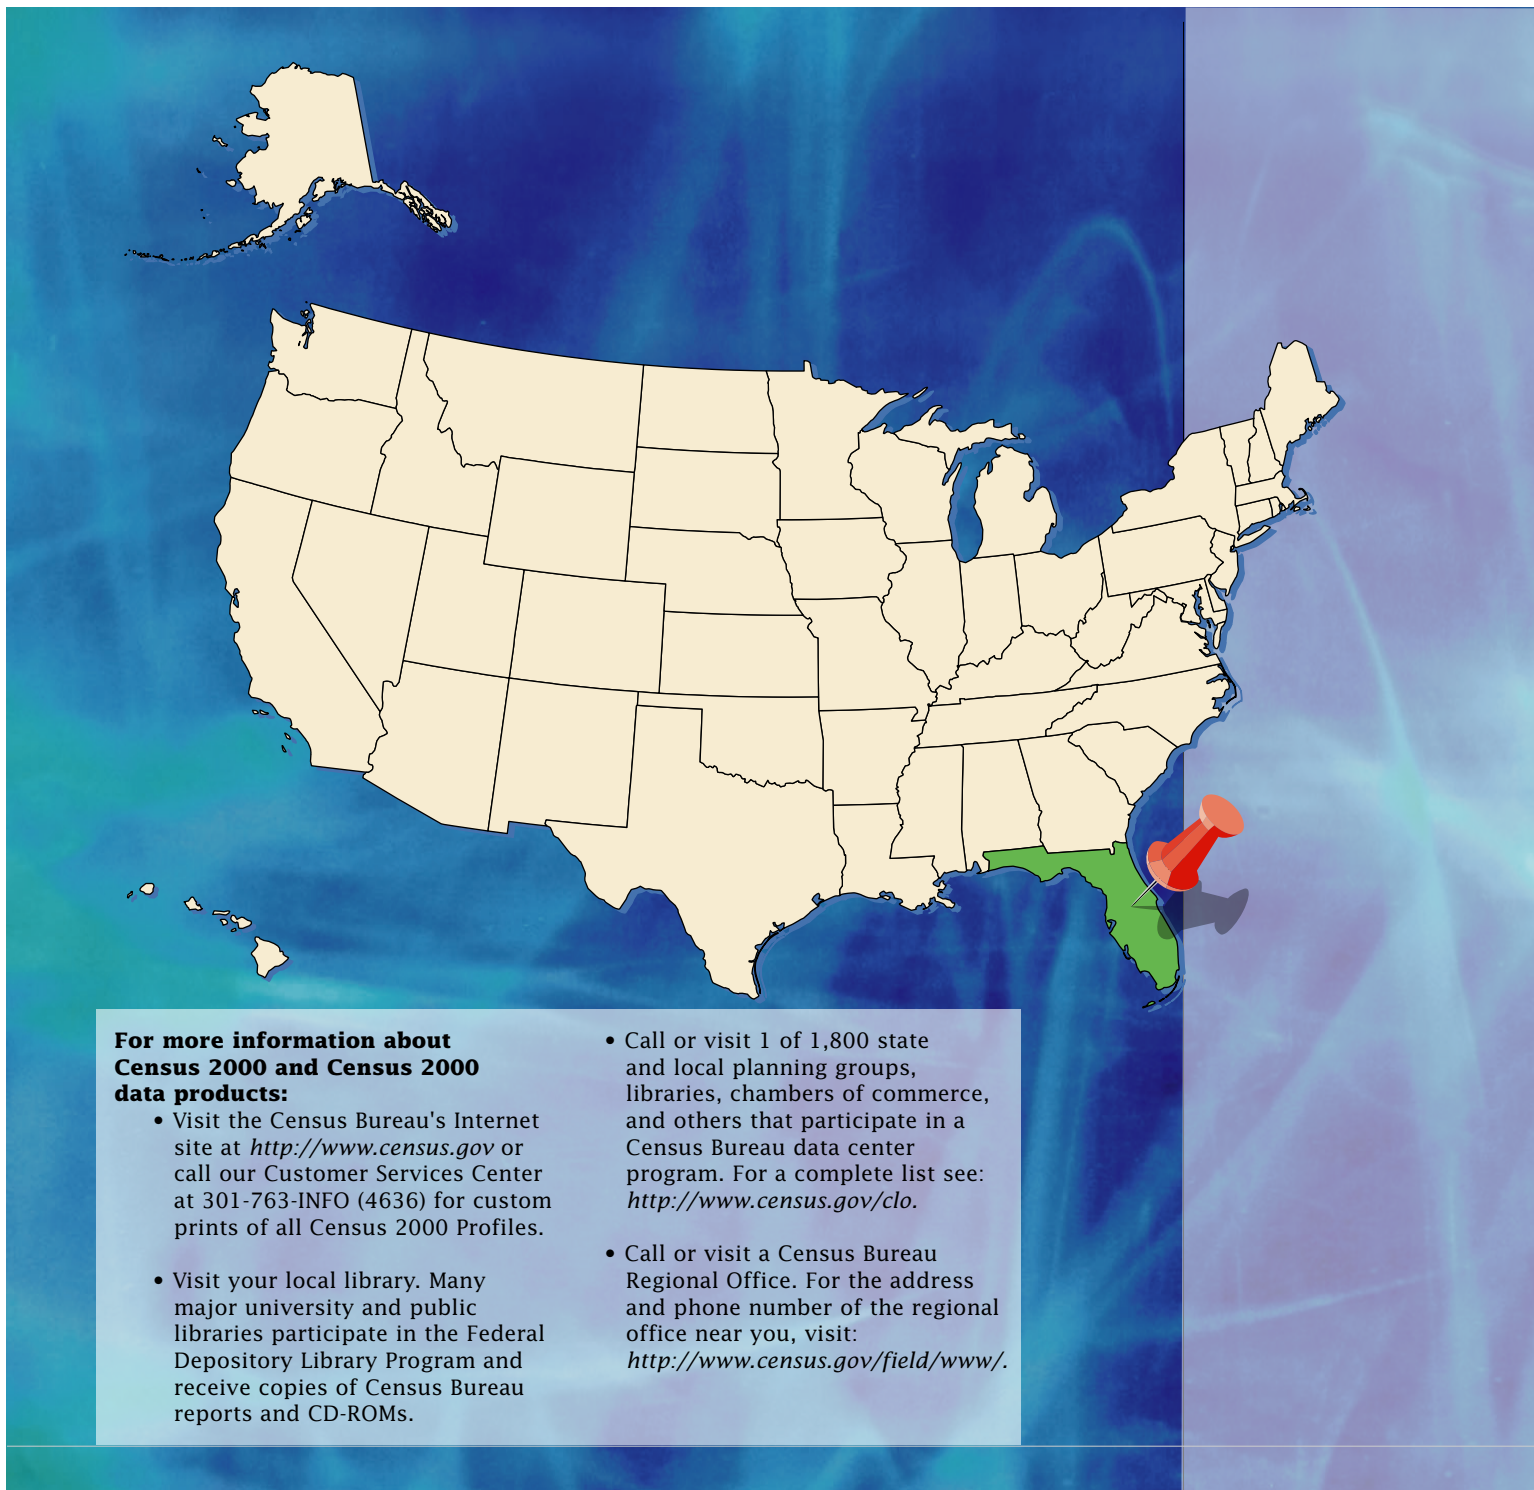 For more information about
Census 2000 and Census 2000
data products:
• Visit the Census Bureau's Internet
site at http://www.census.gov or
call our Customer Services Center
at 301-763-INFO (4636) for custom
prints of all Census 2000 Profiles.
• Visit your local library. Many
major university and public
libraries participate in the Federal
Depository Library Program and
receive copies of Census Bureau
reports and CD-ROMs.
• Call or visit 1 of 1,800 state
and local planning groups,
libraries, chambers of commerce,
and others that participate in a
Census Bureau data center
program. For a complete list see:
http://www.census.gov/clo.
• Call or visit a Census Bureau
Regional Office. For the address
and phone number of the regional
office near you, visit:
http://www.census.gov/field/www/.